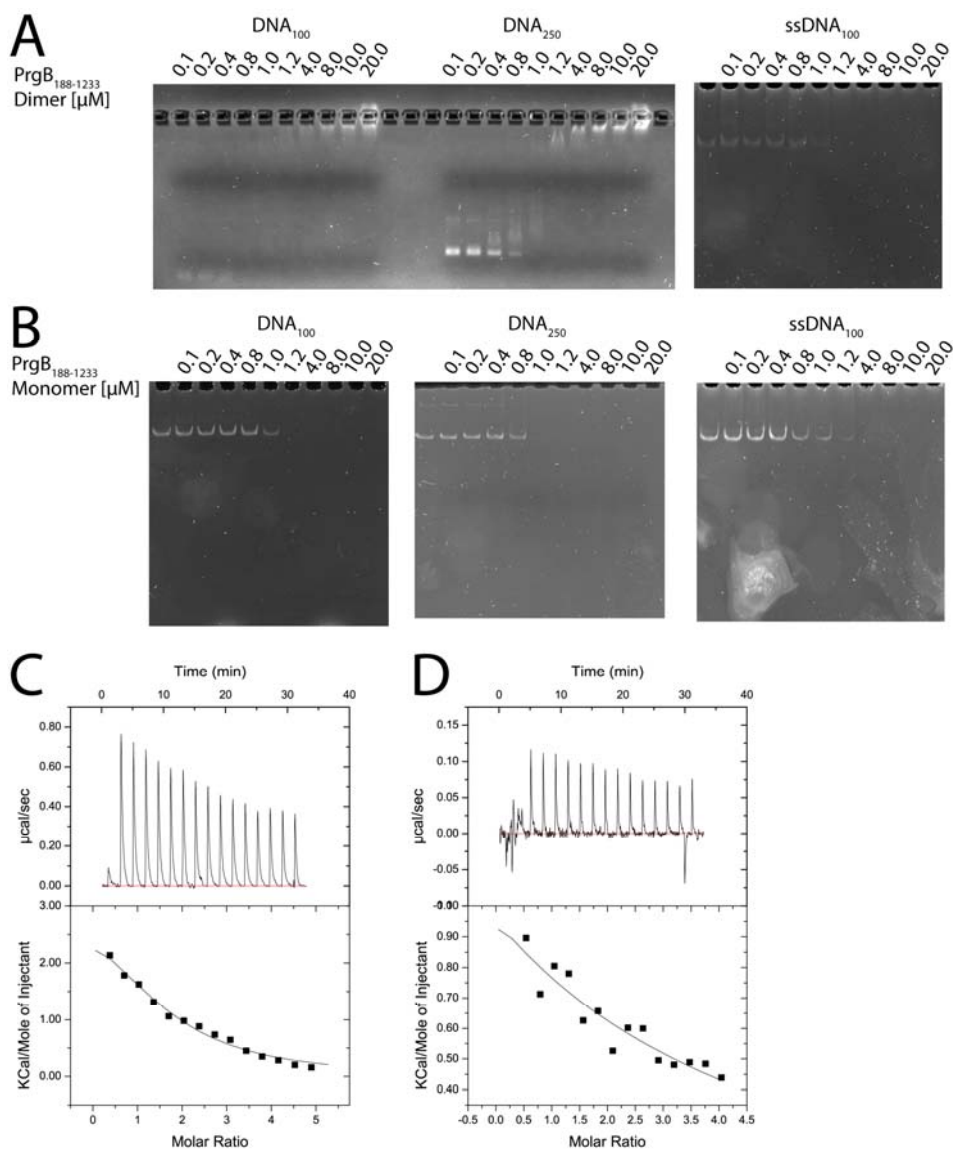 A
DNA100 DNA250 ssDNA100
PrgB188-1233
Dimer [µM]
0.1 0.2 0.4 0.8 1.0 1.2 4.0 8.0 10.0 20.0
0.1 0.2 0.4 0.8 1.0 1.2 4.0 8.0 10.0 20.0
0.1 0.2 0.4 0.8 1.0 1.2 4.0 8.0 10.0 20.0
B
DNA100 DNA250 ssDNA100
PrgB188-1233
Monomer [µM]
0.1 0.2 0.4 0.8 1.0 1.2 4.0 8.0 10.0 20.0
0.1 0.2 0.4 0.8 1.0 1.2 4.0 8.0 10.0 20.0
0.1 0.2 0.4 0.8 1.0 1.2 4.0 8.0 10.0 20.0
C
Time (min)
0 10 20 30 40
0.80
0.60
0.40
0.20
0.00
µcal/sec
3.00
2.00
1.00
0.00
KCal/Mole of Injectant
0 1 2 3 4 5
Molar Ratio
D
Time (min)
0 10 20 30 40
0.15
0.10
0.05
0.00
-0.05
µcal/sec
0.90
0.80
0.70
0.60
0.50
0.40
KCal/Mole of Injectant
-0.5 0.0 0.5 1.0 1.5 2.0 2.5 3.0 3.5 4.0 4.5
Molar Ratio